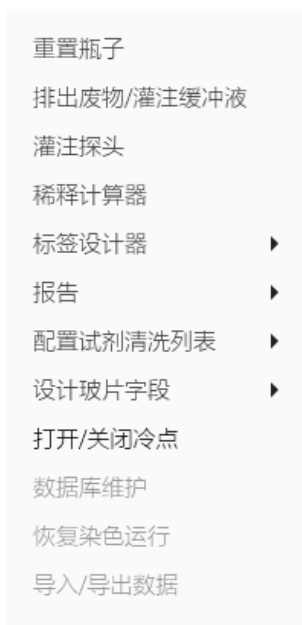 重置瓶子
排出废物/灌注缓冲液
灌注探头
稀释计算器
标签设计器
报告
配置试剂清洗列表
设计玻片字段
打开/关闭冷点
数据库维护
恢复染色运行
导入/导出数据